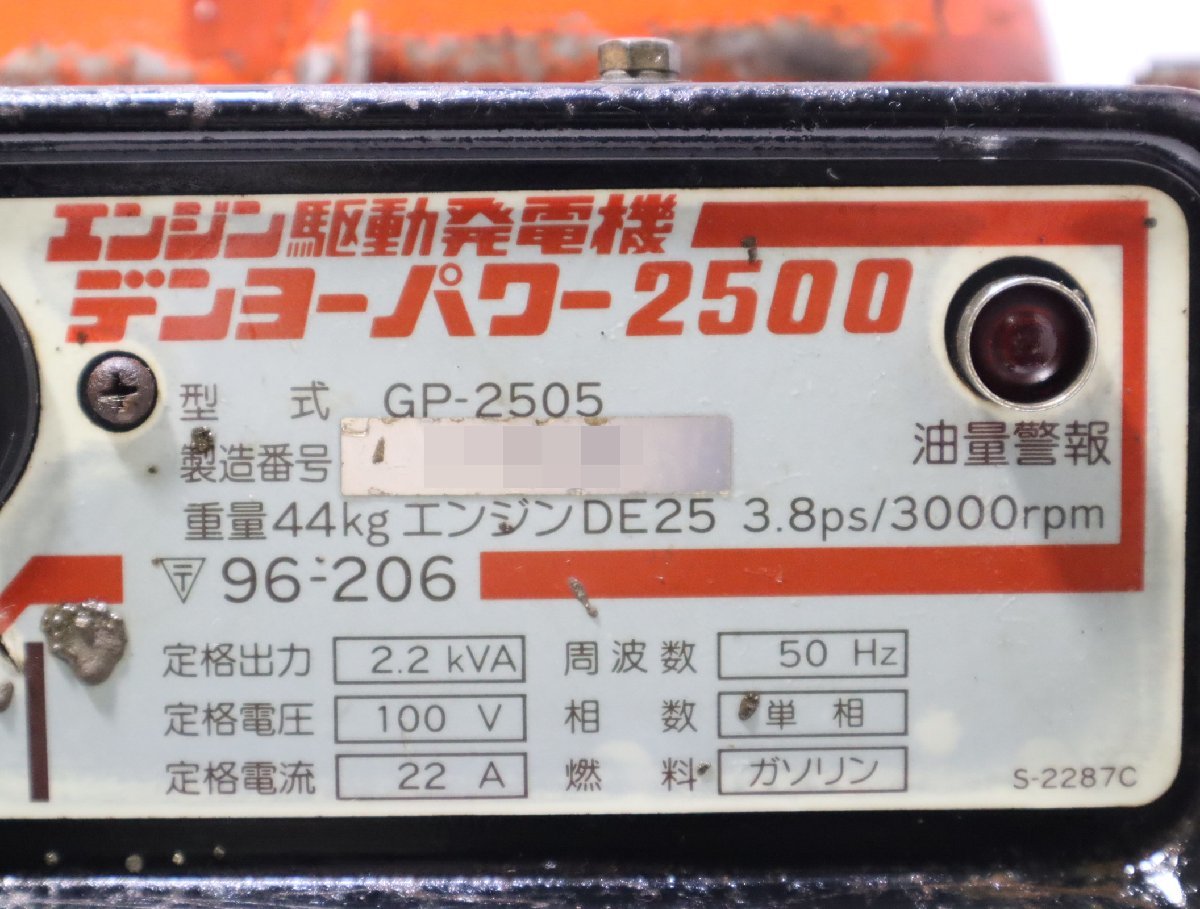 エンジン駆動発電機
デンヨーパワー2500
型 式 GP-2505
製造番号
油量警報
重量44kg エンジンDE25 3.8ps/3000rpm
〒 96-206
定格出力 2.2 kVA 周波数 50 Hz
定格電圧 100 V 相 数 単 相
定格電流 22 A 燃 料 ガソリン
S-2287C